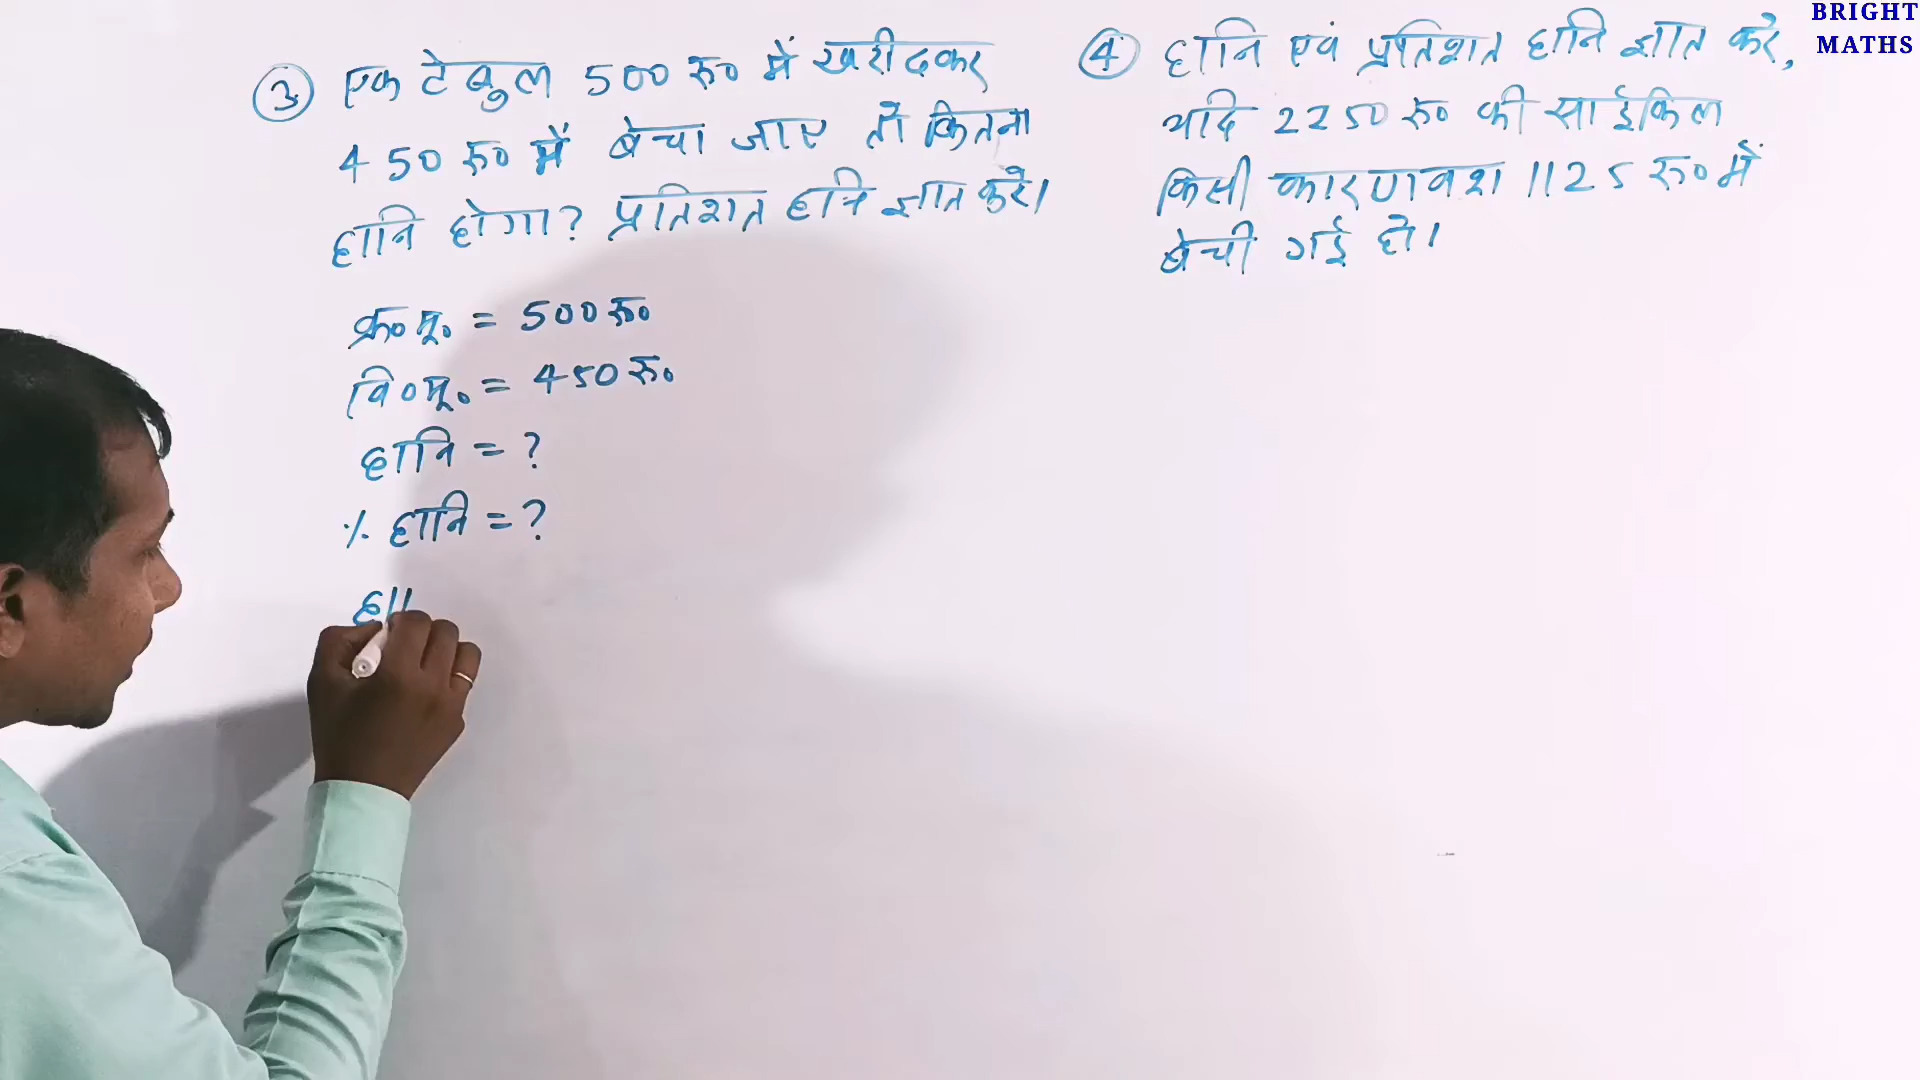 ③ एक टेबुल 500 रु० में खरीदकर
450 रु० में बेचा जाए तो कितना
हानि होगा? प्रतिशत हानि ज्ञात करें।
क्र० मू० = 500 रु०
वि० मू० = 450 रु०
हानि = ?
% हानि = ?
हा
④ हानि एवं प्रतिशत हानि ज्ञात करे,
यदि 2250 रु० की साईकिल
किसी कारणवश 1125 रु० में
बेची गई हो।
BRIGHT
MATHS